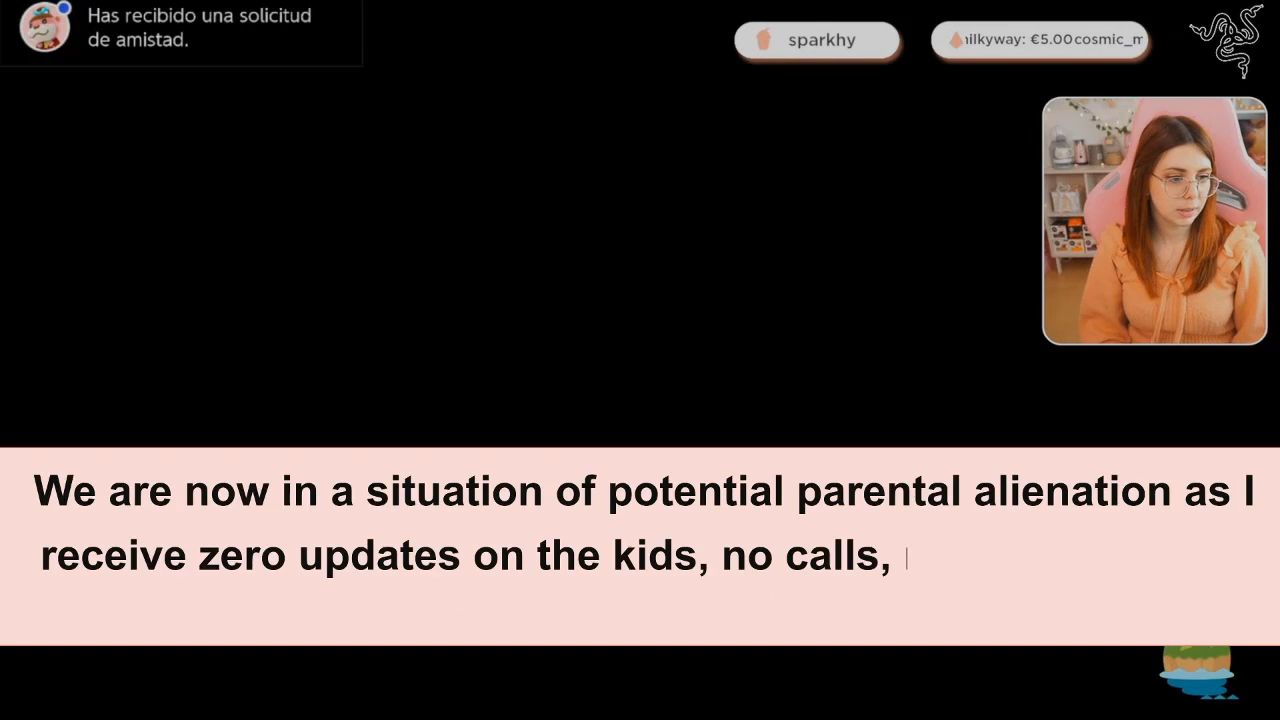 Has recibido una solicitud
de amistad.
sparkhy
milkyway: €5.00cosmic_m
We are now in a situation of potential parental alienation as I
receive zero updates on the kids, no calls,